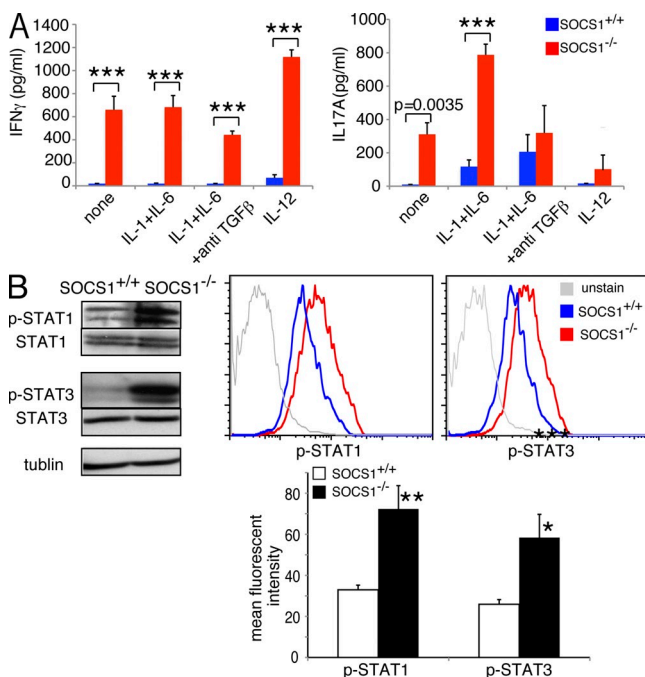 A
IFNγ (pg/ml)
1400
1200
1000
800
600
400
200
0
***
***
***
***
none
IL-1+IL-6
IL-1+IL-6
+anti TGFβ
IL-12
IL17A(pg/ml)
1000
800
600
400
200
0
p=0.0035
***
none
IL-1+IL-6
IL-1+IL-6
+anti TGFβ
IL-12
SOCS1+/+
SOCS1-/-
B
SOCS1+/+ SOCS1-/-
p-STAT1
STAT1
p-STAT3
STAT3
tublin
p-STAT1
***
p-STAT3
unstain
SOCS1+/+
SOCS1-/-
SOCS1+/+
SOCS1-/-
mean fluorescent
intensity
80
60
40
20
0
**
*
p-STAT1
p-STAT3